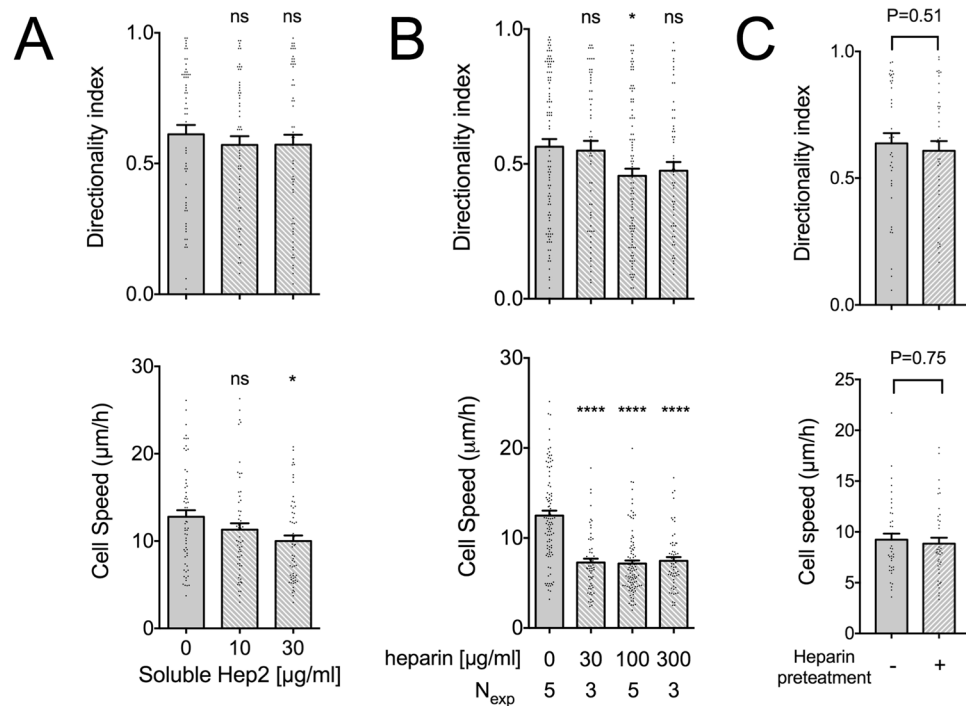 A
ns ns
1.0
0.5
0.0
Directionality index
ns *
30
20
10
0
Cell Speed (µm/h)
0 10 30
Soluble Hep2 [µg/ml]
B
ns * ns
1.0
0.5
0.0
Directionality index
**** **** ****
30
20
10
0
Cell Speed (µm/h)
heparin [µg/ml] 0 30 100 300
Nexp 5 3 5 3
C
P=0.51
1.0
0.5
0.0
Directionality index
P=0.75
25
20
15
10
5
0
Cell speed (µm/h)
Heparin
pretreatment - +